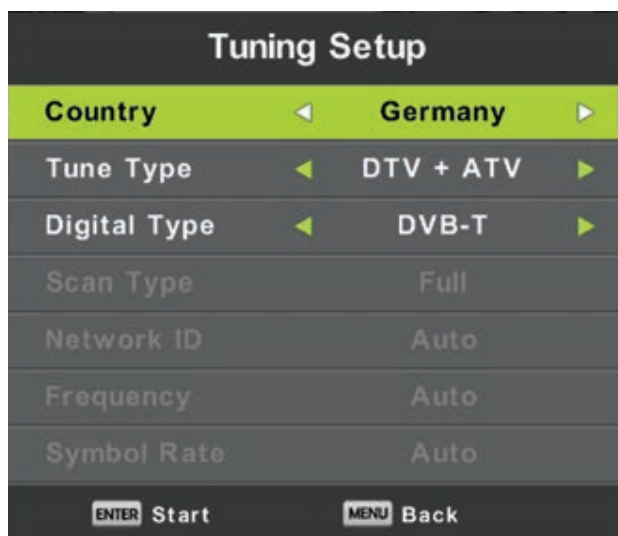 Tuning Setup
Country Germany
Tune Type DTV + ATV
Digital Type DVB-T
Scan Type Full
Network ID Auto
Frequency Auto
Symbol Rate Auto
ENTER Start MENU Back